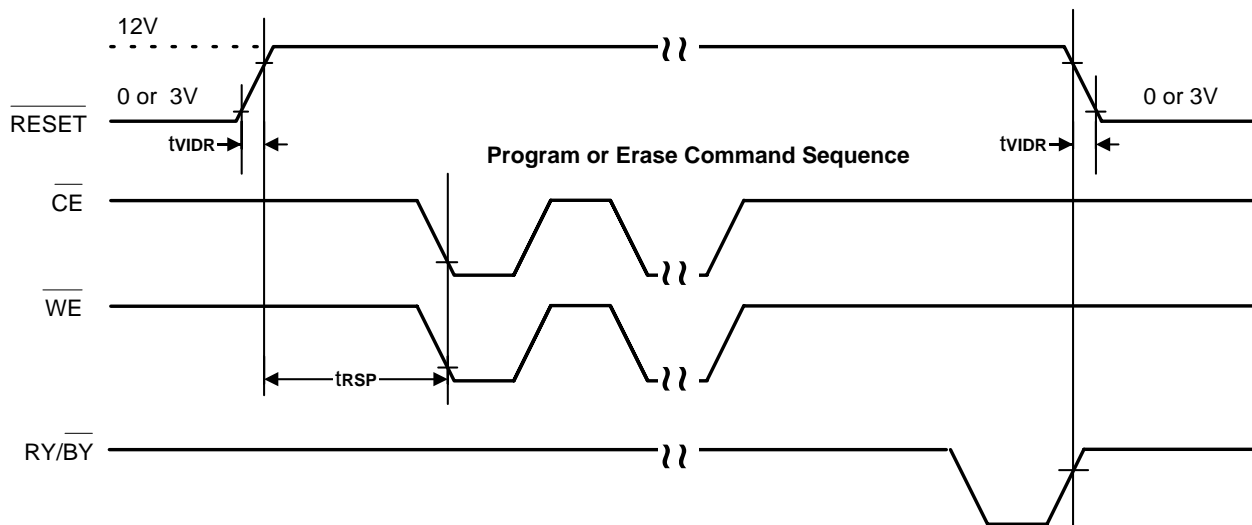 12V
0 or 3V
0 or 3V
RESET
tVIDR
tVIDR
Program or Erase Command Sequence
CE
WE
tRSP
RY/BY